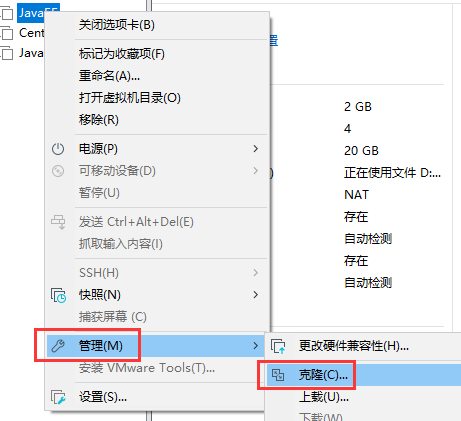 JavaEE
Cent
Java
关闭选项卡(B)
标记为收藏项(F)
重命名(A)...
打开虚拟机目录(O)
移除(R)
电源(P)
可移动设备(D)
暂停(U)
发送 Ctrl+Alt+Del(E)
抓取输入内容(I)
SSH(H)
快照(N)
捕获屏幕 (C)
管理(M)
安装 VMware Tools(T)...
设置(S)...
置
2 GB
4
20 GB
)
正在使用文件 D:...
NAT
存在
自动检测
存在
自动检测
更改硬件兼容性(H)...
克隆(C)...
上载(U)...
下载(W)